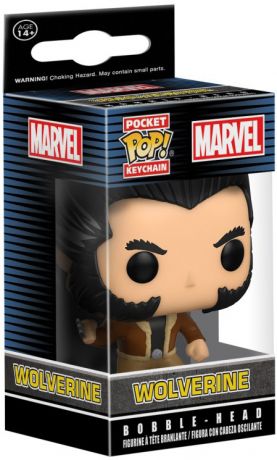 AGE
14+
WARNING! Choking Hazard. May contain small parts.
MARVEL
WOLVERINE
POCKET
POP!
KEYCHAIN
MARVEL
WOLVERINE
BOBBLE-HEAD
FIGURINE À TÊTE BRANLANTE / FIGURA CON CABEZA OSCILANTE